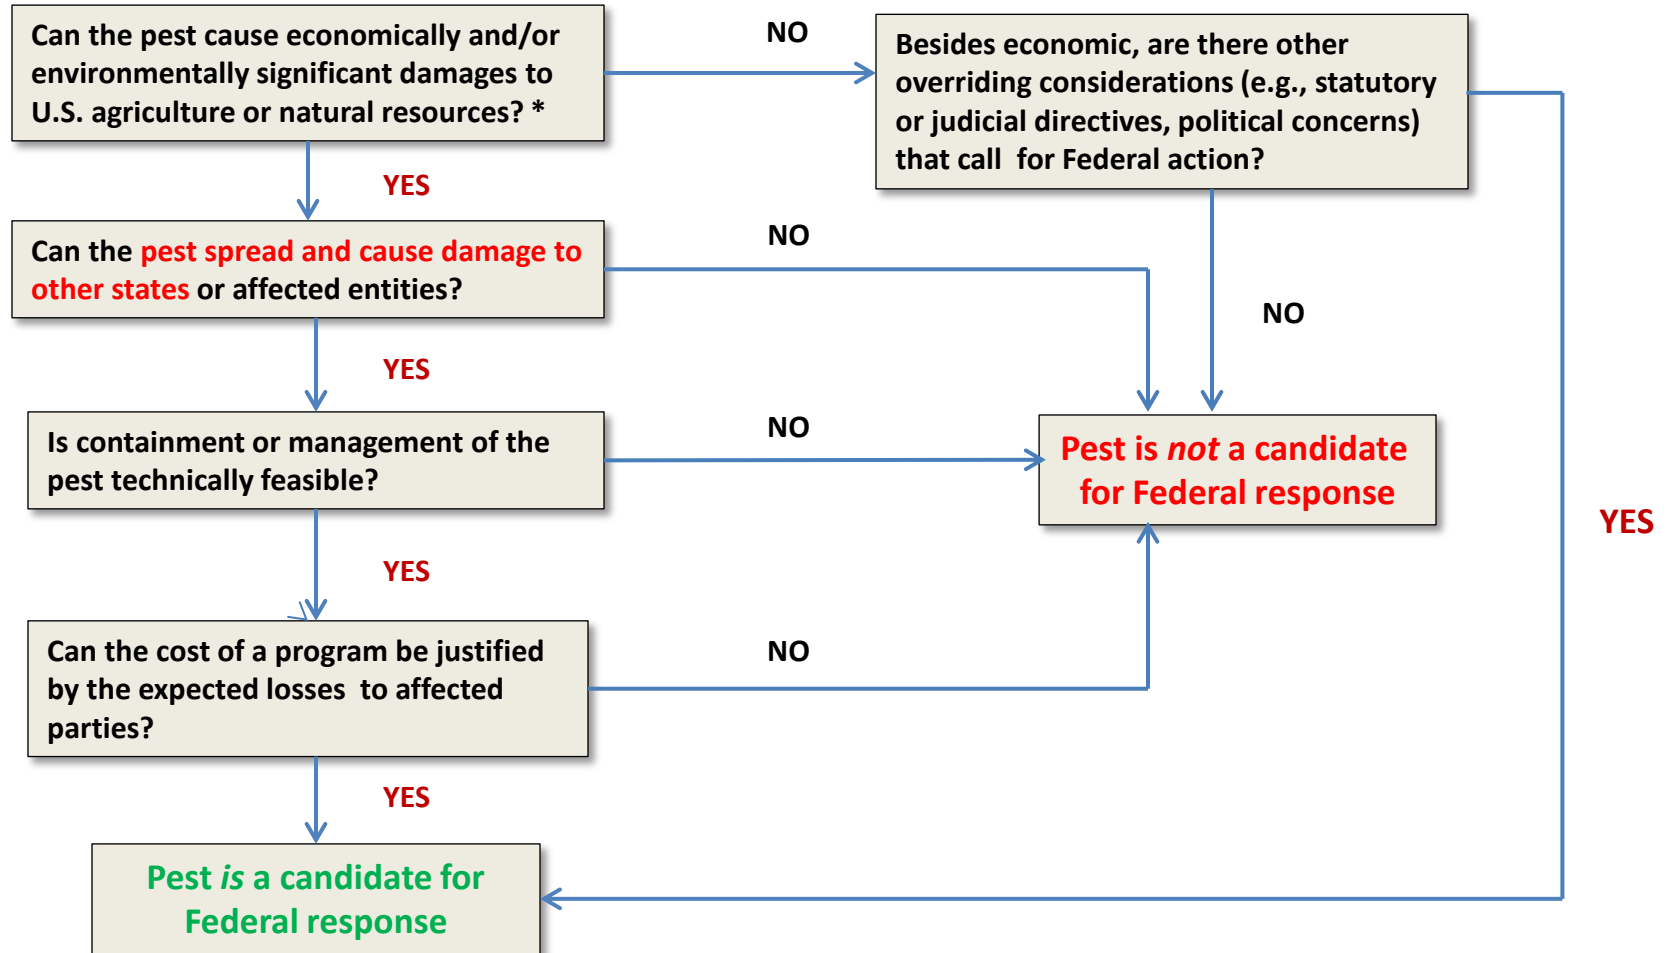 Can the pest cause economically and/or
environmentally significant damages to
U.S. agriculture or natural resources? *
NO
Besides economic, are there other
overriding considerations (e.g., statutory
or judicial directives, political concerns)
that call  for Federal action?
YES
Can the pest spread and cause damage to
other states or affected entities?
NO
NO
YES
Is containment or management of the
pest technically feasible?
NO
Pest is not a candidate
for Federal response
YES
YES
Can the cost of a program be justified
by the expected losses  to affected
parties?
NO
YES
Pest is a candidate for
Federal response